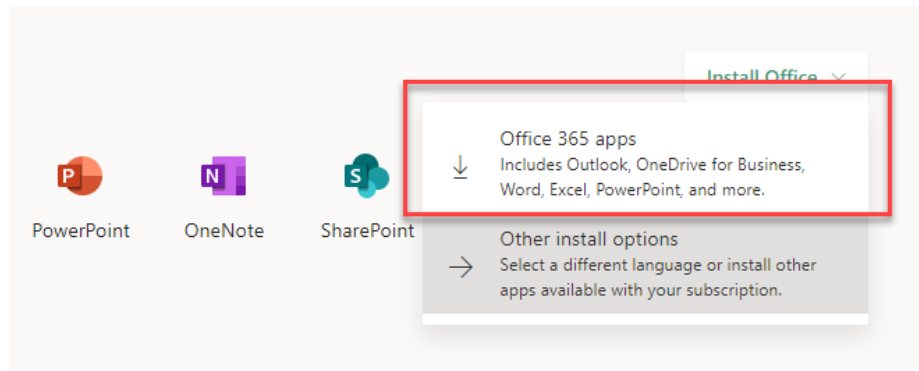 Install Office
Office 365 apps
Includes Outlook, OneDrive for Business,
Word, Excel, PowerPoint, and more.
P
N
S
PowerPoint
OneNote
SharePoint
Other install options
Select a different language or install other
apps available with your subscription.